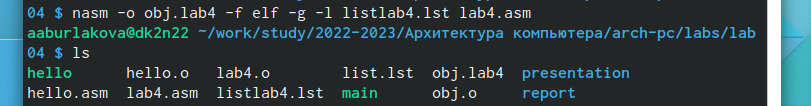 04 $ nasm -o obj.lab4 -f elf -g -l listlab4.lst lab4.asm
aaburlakova@dk2n22 ~/work/study/2022-2023/Архитектура компьютера/arch-pc/labs/lab
04 $ ls
hello hello.o lab4.o list.lst obj.lab4 presentation
hello.asm lab4.asm listlab4.lst main obj.o report